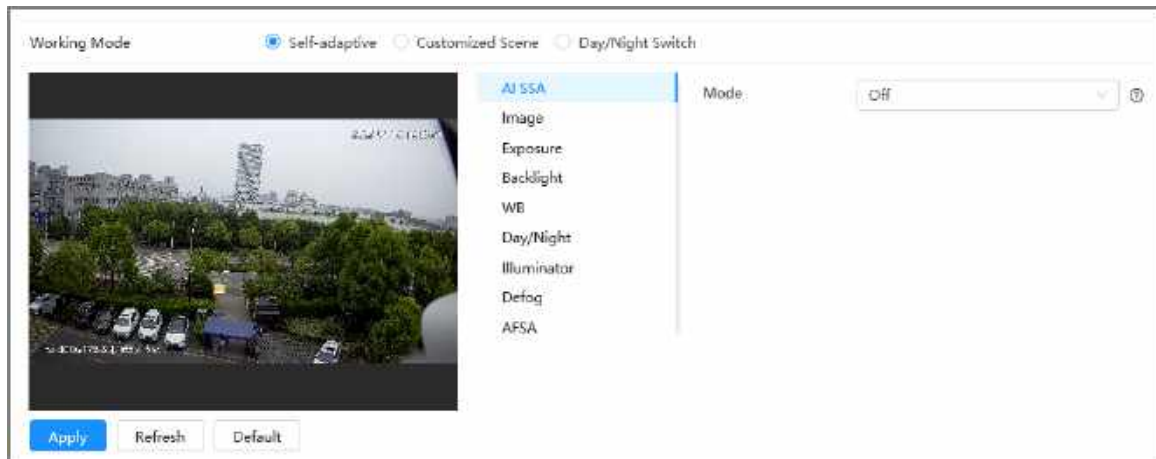 Working Mode
Self-adaptive Customized Scene Day/Night Switch
AI SSA
Mode Off
Image
Exposure
Backlight
WB
Day/Night
Illuminator
Defog
AFSA
Apply Refresh Default